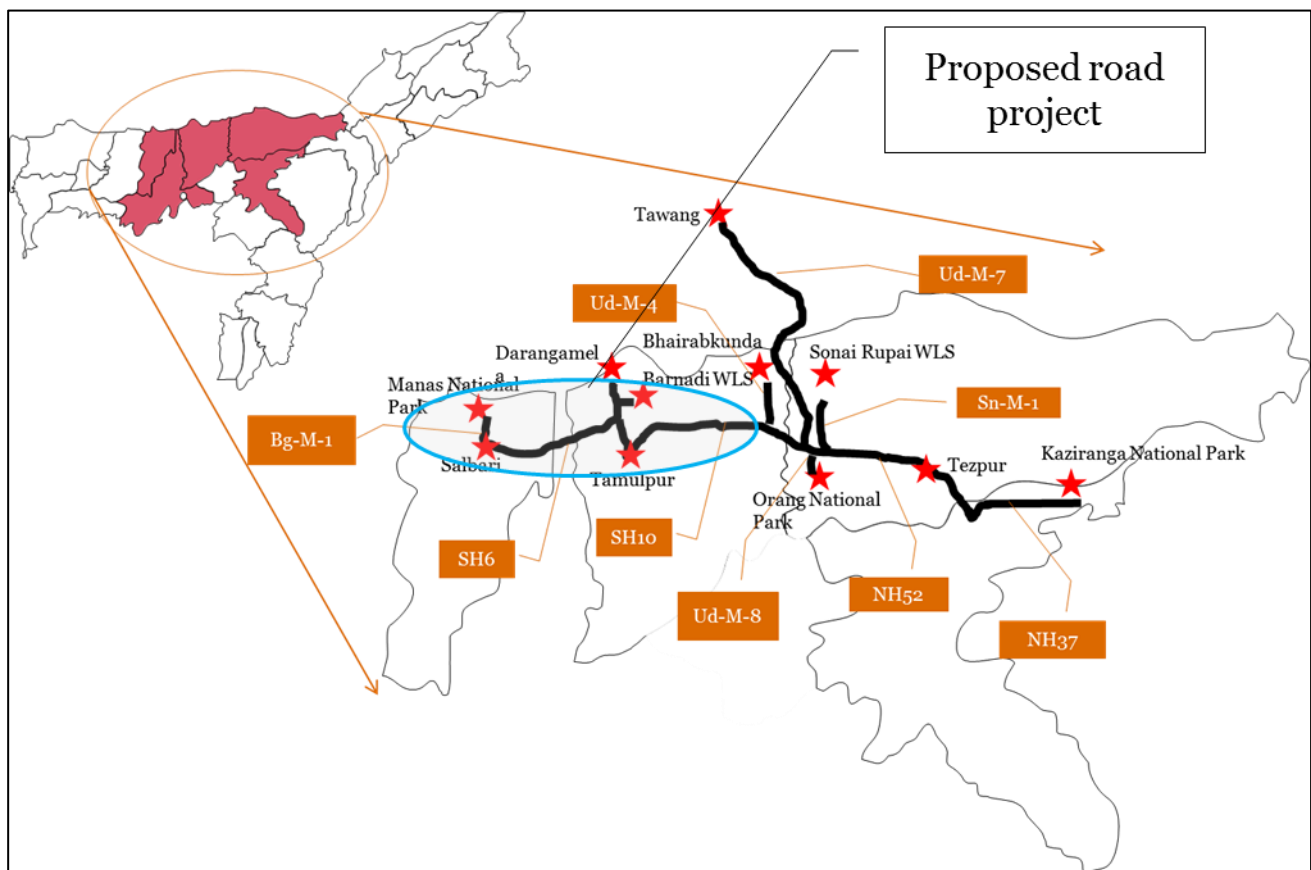 Proposed road
project
Tawang
Ud-M-7
Ud-M-4
Bhairabkunda
Sonai Rupai WLS
Darangamel
a
Manas National
Park
Barnadi WLS
Sn-M-1
Bg-M-1
Salbari
Tamulpur
Kaziranga National Park
Tezpur
Orang National
Park
SH6
SH10
Ud-M-8
NH52
NH37